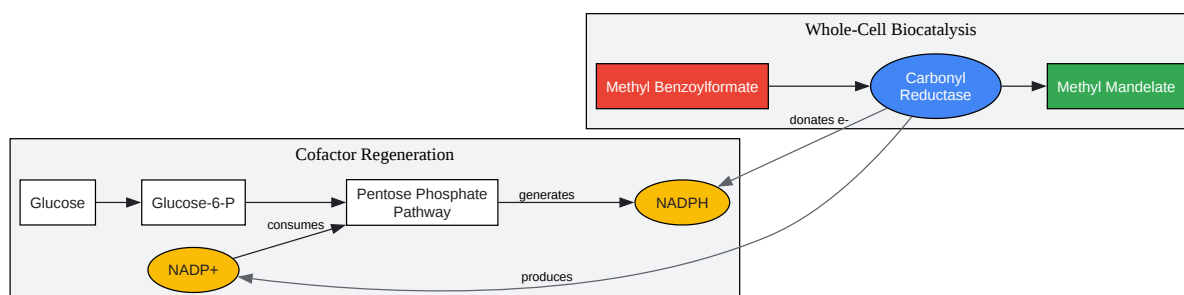 Whole-Cell Biocatalysis
Methyl Benzoylformate
Carbonyl
Reductase
Methyl Mandelate
donates e-
Cofactor Regeneration
Glucose
Glucose-6-P
Pentose Phosphate
Pathway
generates
NADPH
consumes
NADP+
produces